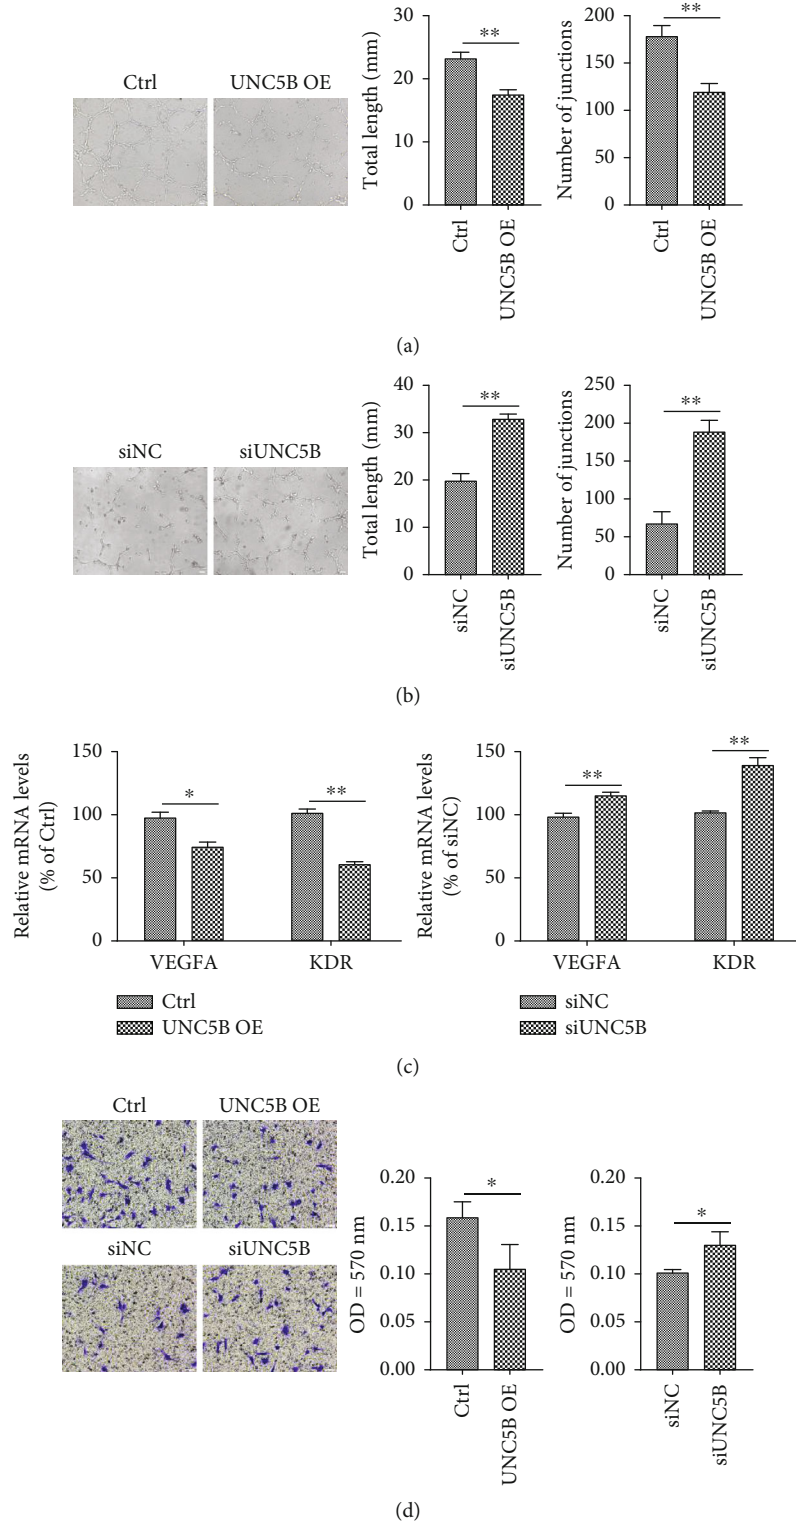 Ctrl
UNC5B OE
Total length (mm)
30
20
10
0
**
Ctrl
UNC5B OE
Number of junctions
200
150
100
50
0
**
Ctrl
UNC5B OE
(a)
siNC
siUNC5B
Total length (mm)
40
30
20
10
0
**
siNC
siUNC5B
Number of junctions
250
200
150
100
50
0
**
siNC
siUNC5B
(b)
Relative mRNA levels
(% of Ctrl)
150
100
50
0
*
**
VEGFA
KDR
Ctrl
UNC5B OE
Relative mRNA levels
(% of siNC)
150
100
50
0
**
**
VEGFA
KDR
siNC
siUNC5B
(c)
Ctrl
UNC5B OE
siNC
siUNC5B
OD = 570 nm
0.20
0.15
0.10
0.05
0.00
*
Ctrl
UNC5B OE
OD = 570 nm
0.20
0.15
0.10
0.05
0.00
*
siNC
siUNC5B
(d)